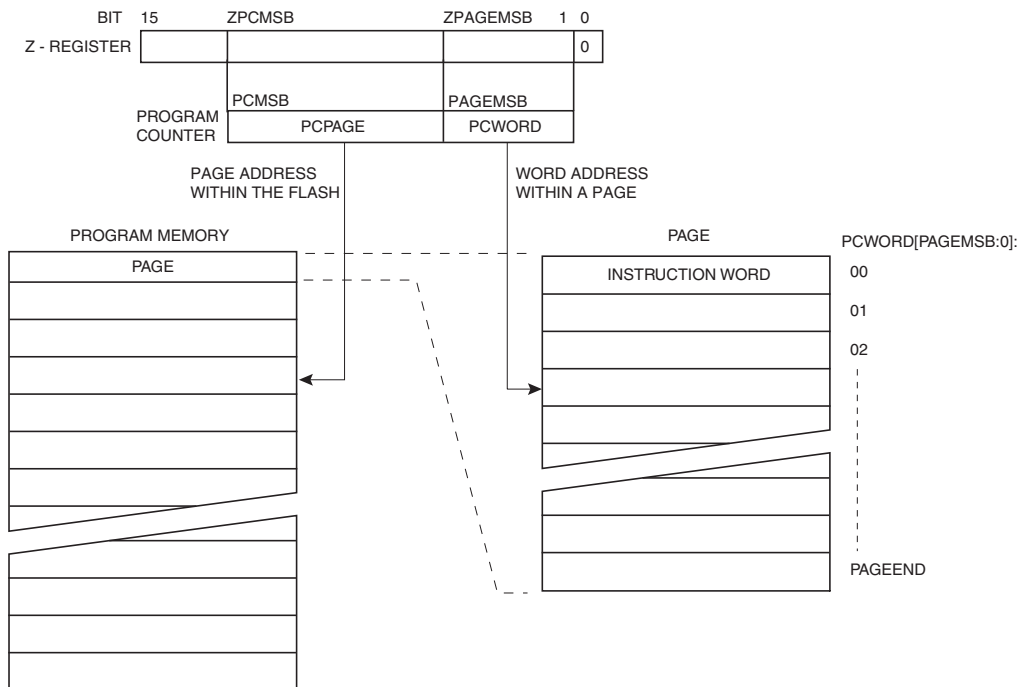 BIT 15 ZPCMSB ZPAGEMSB 1 0
Z - REGISTER 0
PCMSB PAGEMSB
PROGRAM
COUNTER
PCPAGE PCWORD
PAGE ADDRESS
WITHIN THE FLASH
WORD ADDRESS
WITHIN A PAGE
PROGRAM MEMORY
PAGE
PAGE
PCWORD[PAGEMSB:0]:
INSTRUCTION WORD
00
01
02
PAGEEND